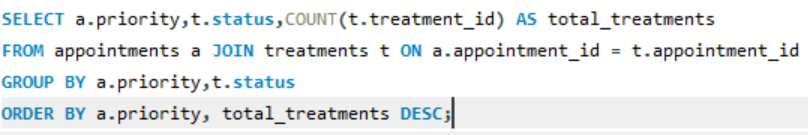 SELECT a.priority,t.status,COUNT(t.treatment_id) AS total_treatments
FROM appointments a JOIN treatments t ON a.appointment_id = t.appointment_id
GROUP BY a.priority,t.status
ORDER BY a.priority, total_treatments DESC;